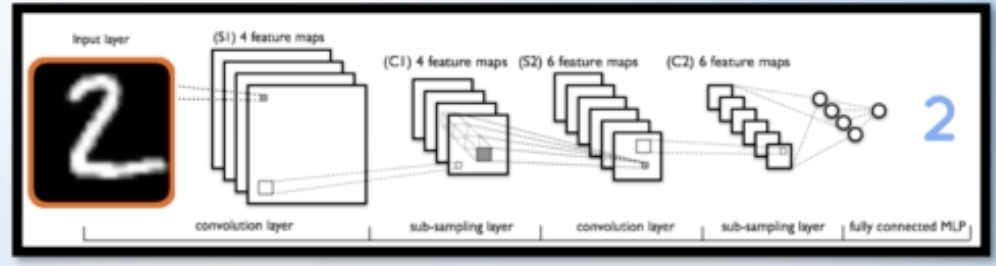 Input layer
(S1) 4 feature maps
(C1) 4 feature maps
(S2) 6 feature maps
(C2) 6 feature maps
2
2
convolution layer
sub-sampling layer
convolution layer
sub-sampling layer
fully connected MLP